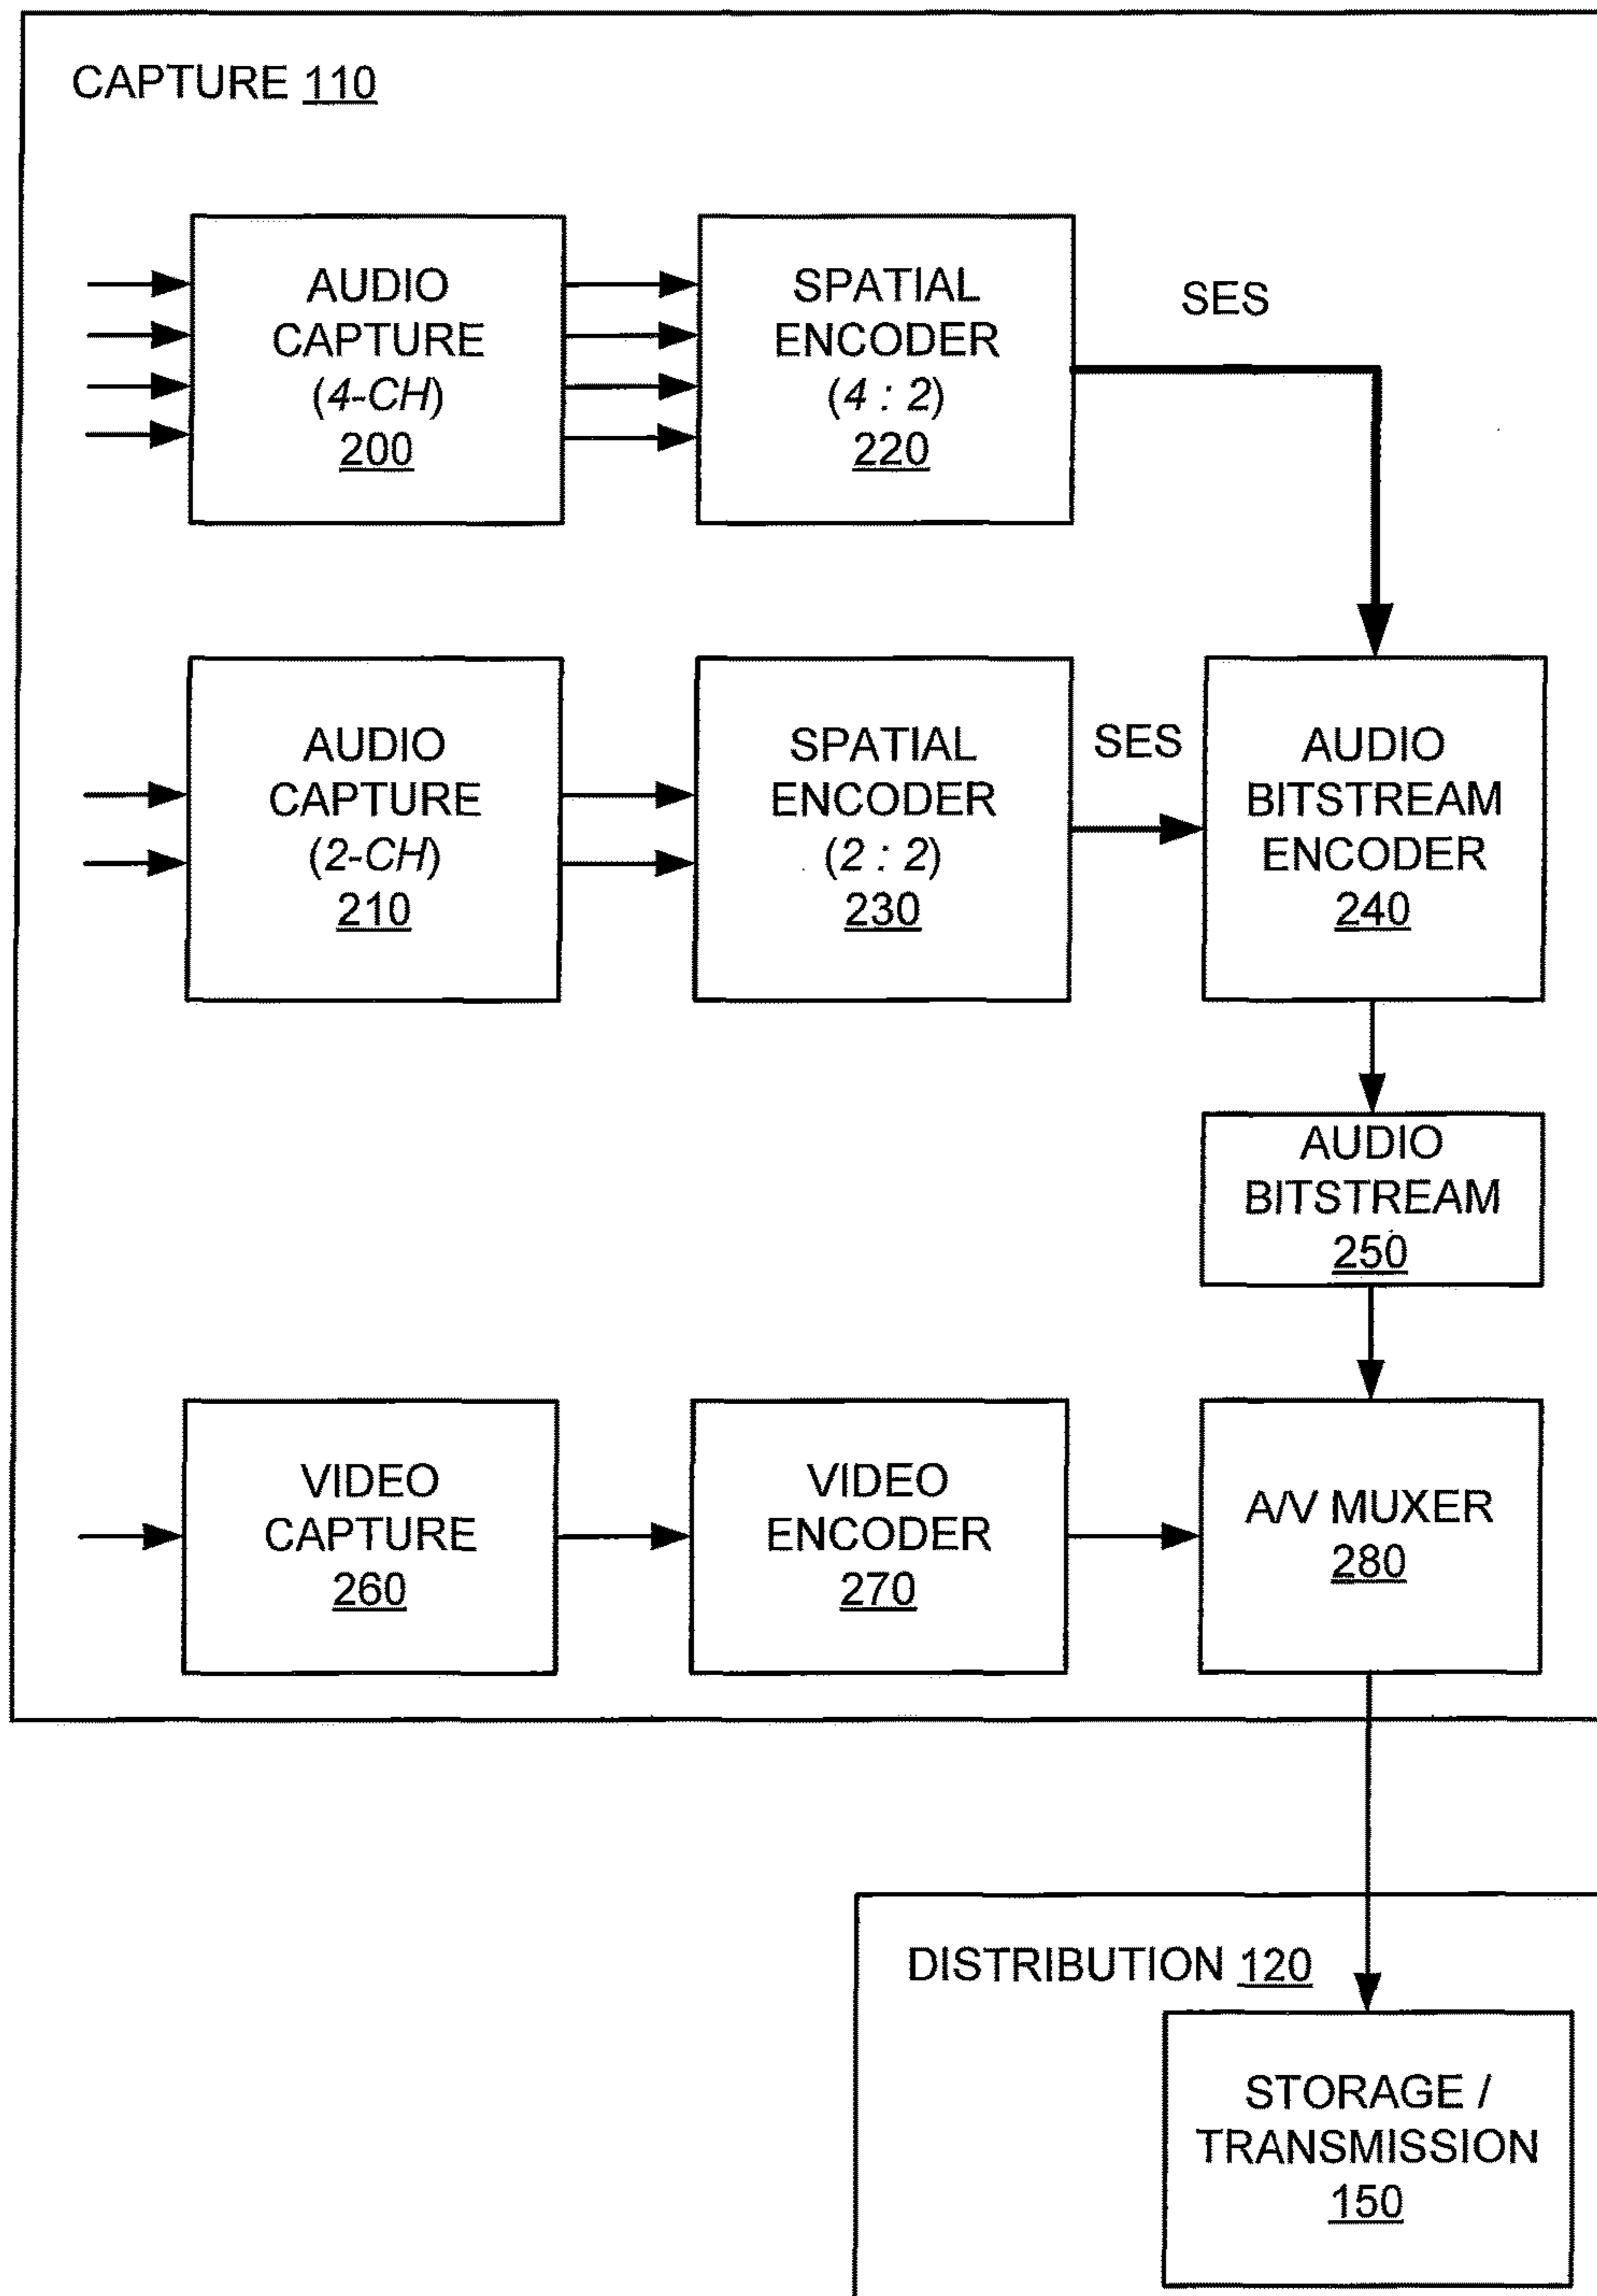 CAPTURE 110
AUDIO
CAPTURE
(4-CH)
200
SPATIAL
ENCODER
(4 : 2)
220
SES
AUDIO
CAPTURE
(2-CH)
210
SPATIAL
ENCODER
(2 : 2)
230
SES
AUDIO
BITSTREAM
ENCODER
240
AUDIO
BITSTREAM
250
VIDEO
CAPTURE
260
VIDEO
ENCODER
270
A/V MUXER
280
DISTRIBUTION 120
STORAGE /
TRANSMISSION
150